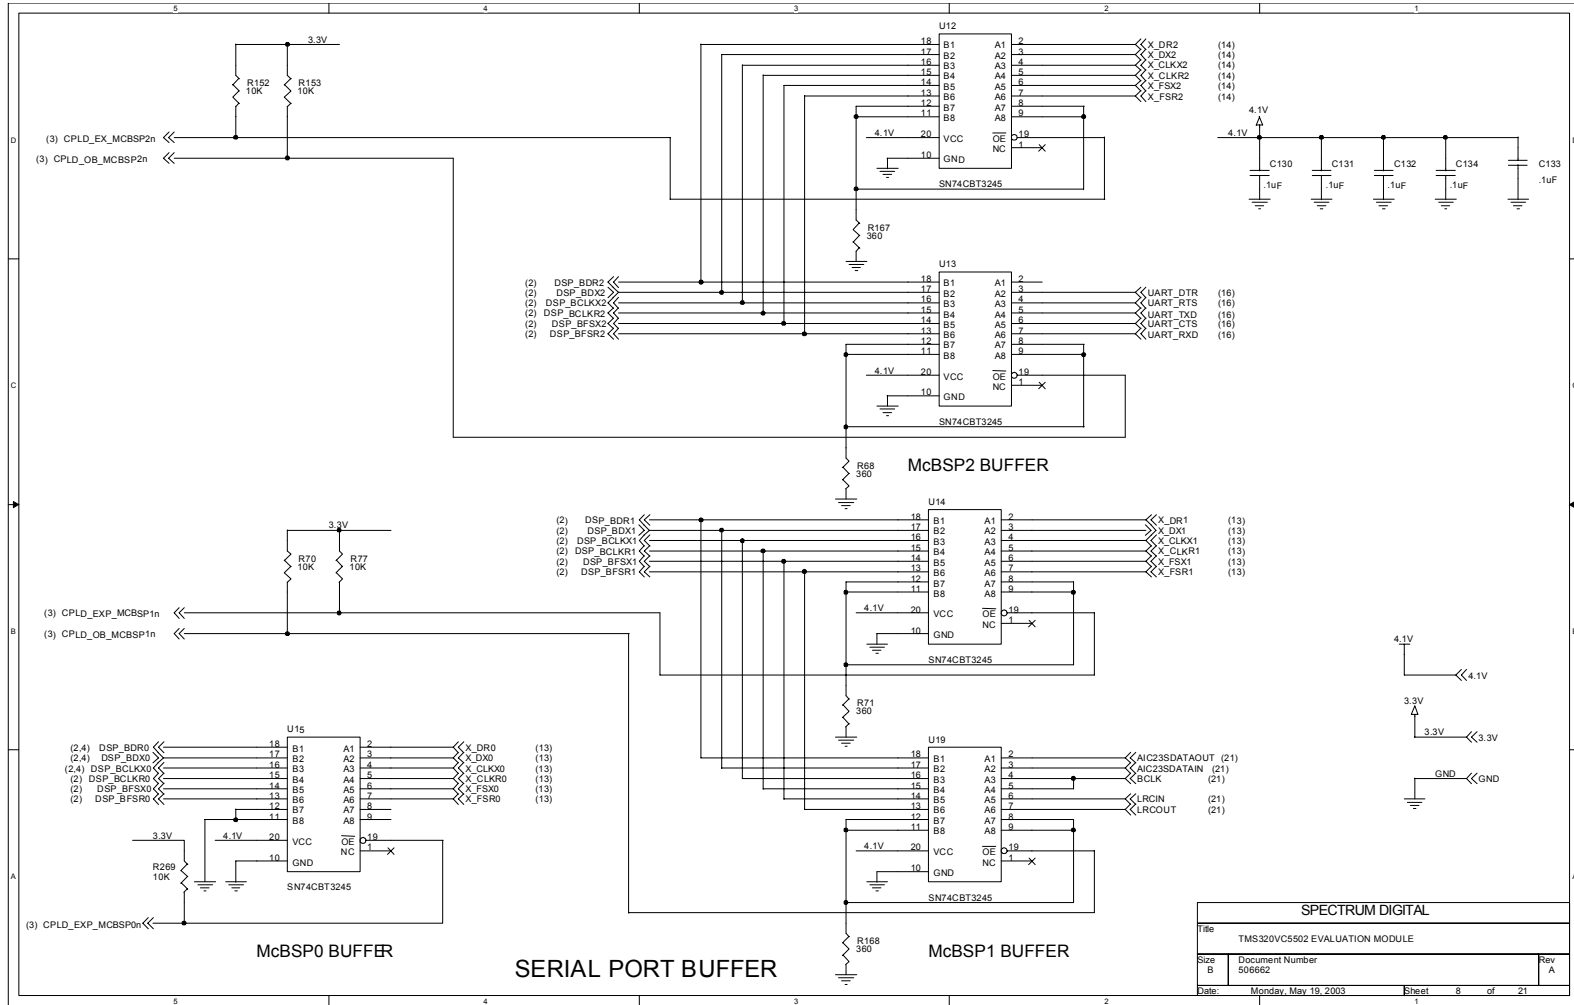 5 4 3 2 1
D
C
B
A
3.3V
R152
10K
R153
10K
(3) CPLD_EX_MCBSP2n
(3) CPLD_OB_MCBSP2n
U12
18 B1 A1 2 X_DR2 (14)
17 B2 A2 3 X_DX2 (14)
16 B3 A3 4 X_CLKX2 (14)
15 B4 A4 5 X_CLKR2 (14)
14 B5 A5 6 X_FSX2 (14)
13 B6 A6 7 X_FSR2 (14)
12 B7 A7 8
11 B8 A8 9
4.1V 20 VCC OE 19
NC 1
10 GND
SN74CBT3245
R167
360
4.1V
4.1V
C130
.1uF
C131
.1uF
C132
.1uF
C134
.1uF
C133
.1uF
U13
(2) DSP_BDR2 18 B1 A1 2
(2) DSP_BDX2 17 B2 A2 3 UART_DTR (16)
(2) DSP_BCLKX2 16 B3 A3 4 UART_RTS (16)
(2) DSP_BCLKR2 15 B4 A4 5 UART_TXD (16)
(2) DSP_BFSX2 14 B5 A5 6 UART_CTS (16)
(2) DSP_BFSR2 13 B6 A6 7 UART_RXD (16)
12 B7 A7 8
11 B8 A8 9
4.1V 20 VCC OE 19
NC 1
10 GND
SN74CBT3245
R68
360
McBSP2 BUFFER
3.3V
R70
10K
R77
10K
(3) CPLD_EXP_MCBSP1n
(3) CPLD_OB_MCBSP1n
U14
(2) DSP_BDR1 18 B1 A1 2 X_DR1 (13)
(2) DSP_BDX1 17 B2 A2 3 X_DX1 (13)
(2) DSP_BCLKX1 16 B3 A3 4 X_CLKX1 (13)
(2) DSP_BCLKR1 15 B4 A4 5 X_CLKR1 (13)
(2) DSP_BFSX1 14 B5 A5 6 X_FSX1 (13)
(2) DSP_BFSR1 13 B6 A6 7 X_FSR1 (13)
12 B7 A7 8
11 B8 A8 9
4.1V 20 VCC OE 19
NC 1
10 GND
SN74CBT3245
R71
360
4.1V
4.1V
3.3V
3.3V 3.3V
GND GND
U15
(2,4) DSP_BDR0 18 B1 A1 2 X_DR0 (13)
(2,4) DSP_BDX0 17 B2 A2 3 X_DX0 (13)
(2,4) DSP_BCLKX0 16 B3 A3 4 X_CLKX0 (13)
(2) DSP_BCLKR0 15 B4 A4 5 X_CLKR0 (13)
(2) DSP_BFSX0 14 B5 A5 6 X_FSX0 (13)
(2) DSP_BFSR0 13 B6 A6 7 X_FSR0 (13)
12 B7 A7 8
11 B8 A8 9
3.3V
4.1V 20 VCC OE 19
NC 1
10 GND
SN74CBT3245
R269
10K
(3) CPLD_EXP_MCBSP0n
McBSP0 BUFFER
U19
18 B1 A1 2 AIC23SDATAOUT (21)
17 B2 A2 3 AIC23SDATAIN (21)
16 B3 A3 4 BCLK (21)
15 B4 A4 5
14 B5 A5 6 LRCIN (21)
13 B6 A6 7 LRCOUT (21)
12 B7 A7 8
11 B8 A8 9
4.1V 20 VCC OE 19
NC 1
10 GND
SN74CBT3245
R168
360
McBSP1 BUFFER
SERIAL PORT BUFFER
SPECTRUM DIGITAL
Title
TMS320VC5502 EVALUATION MODULE
Size Document Number Rev
B 506662 A
Date: Monday, May 19, 2003 Sheet 8 of 21
5 4 3 2 1
D
C
B
A